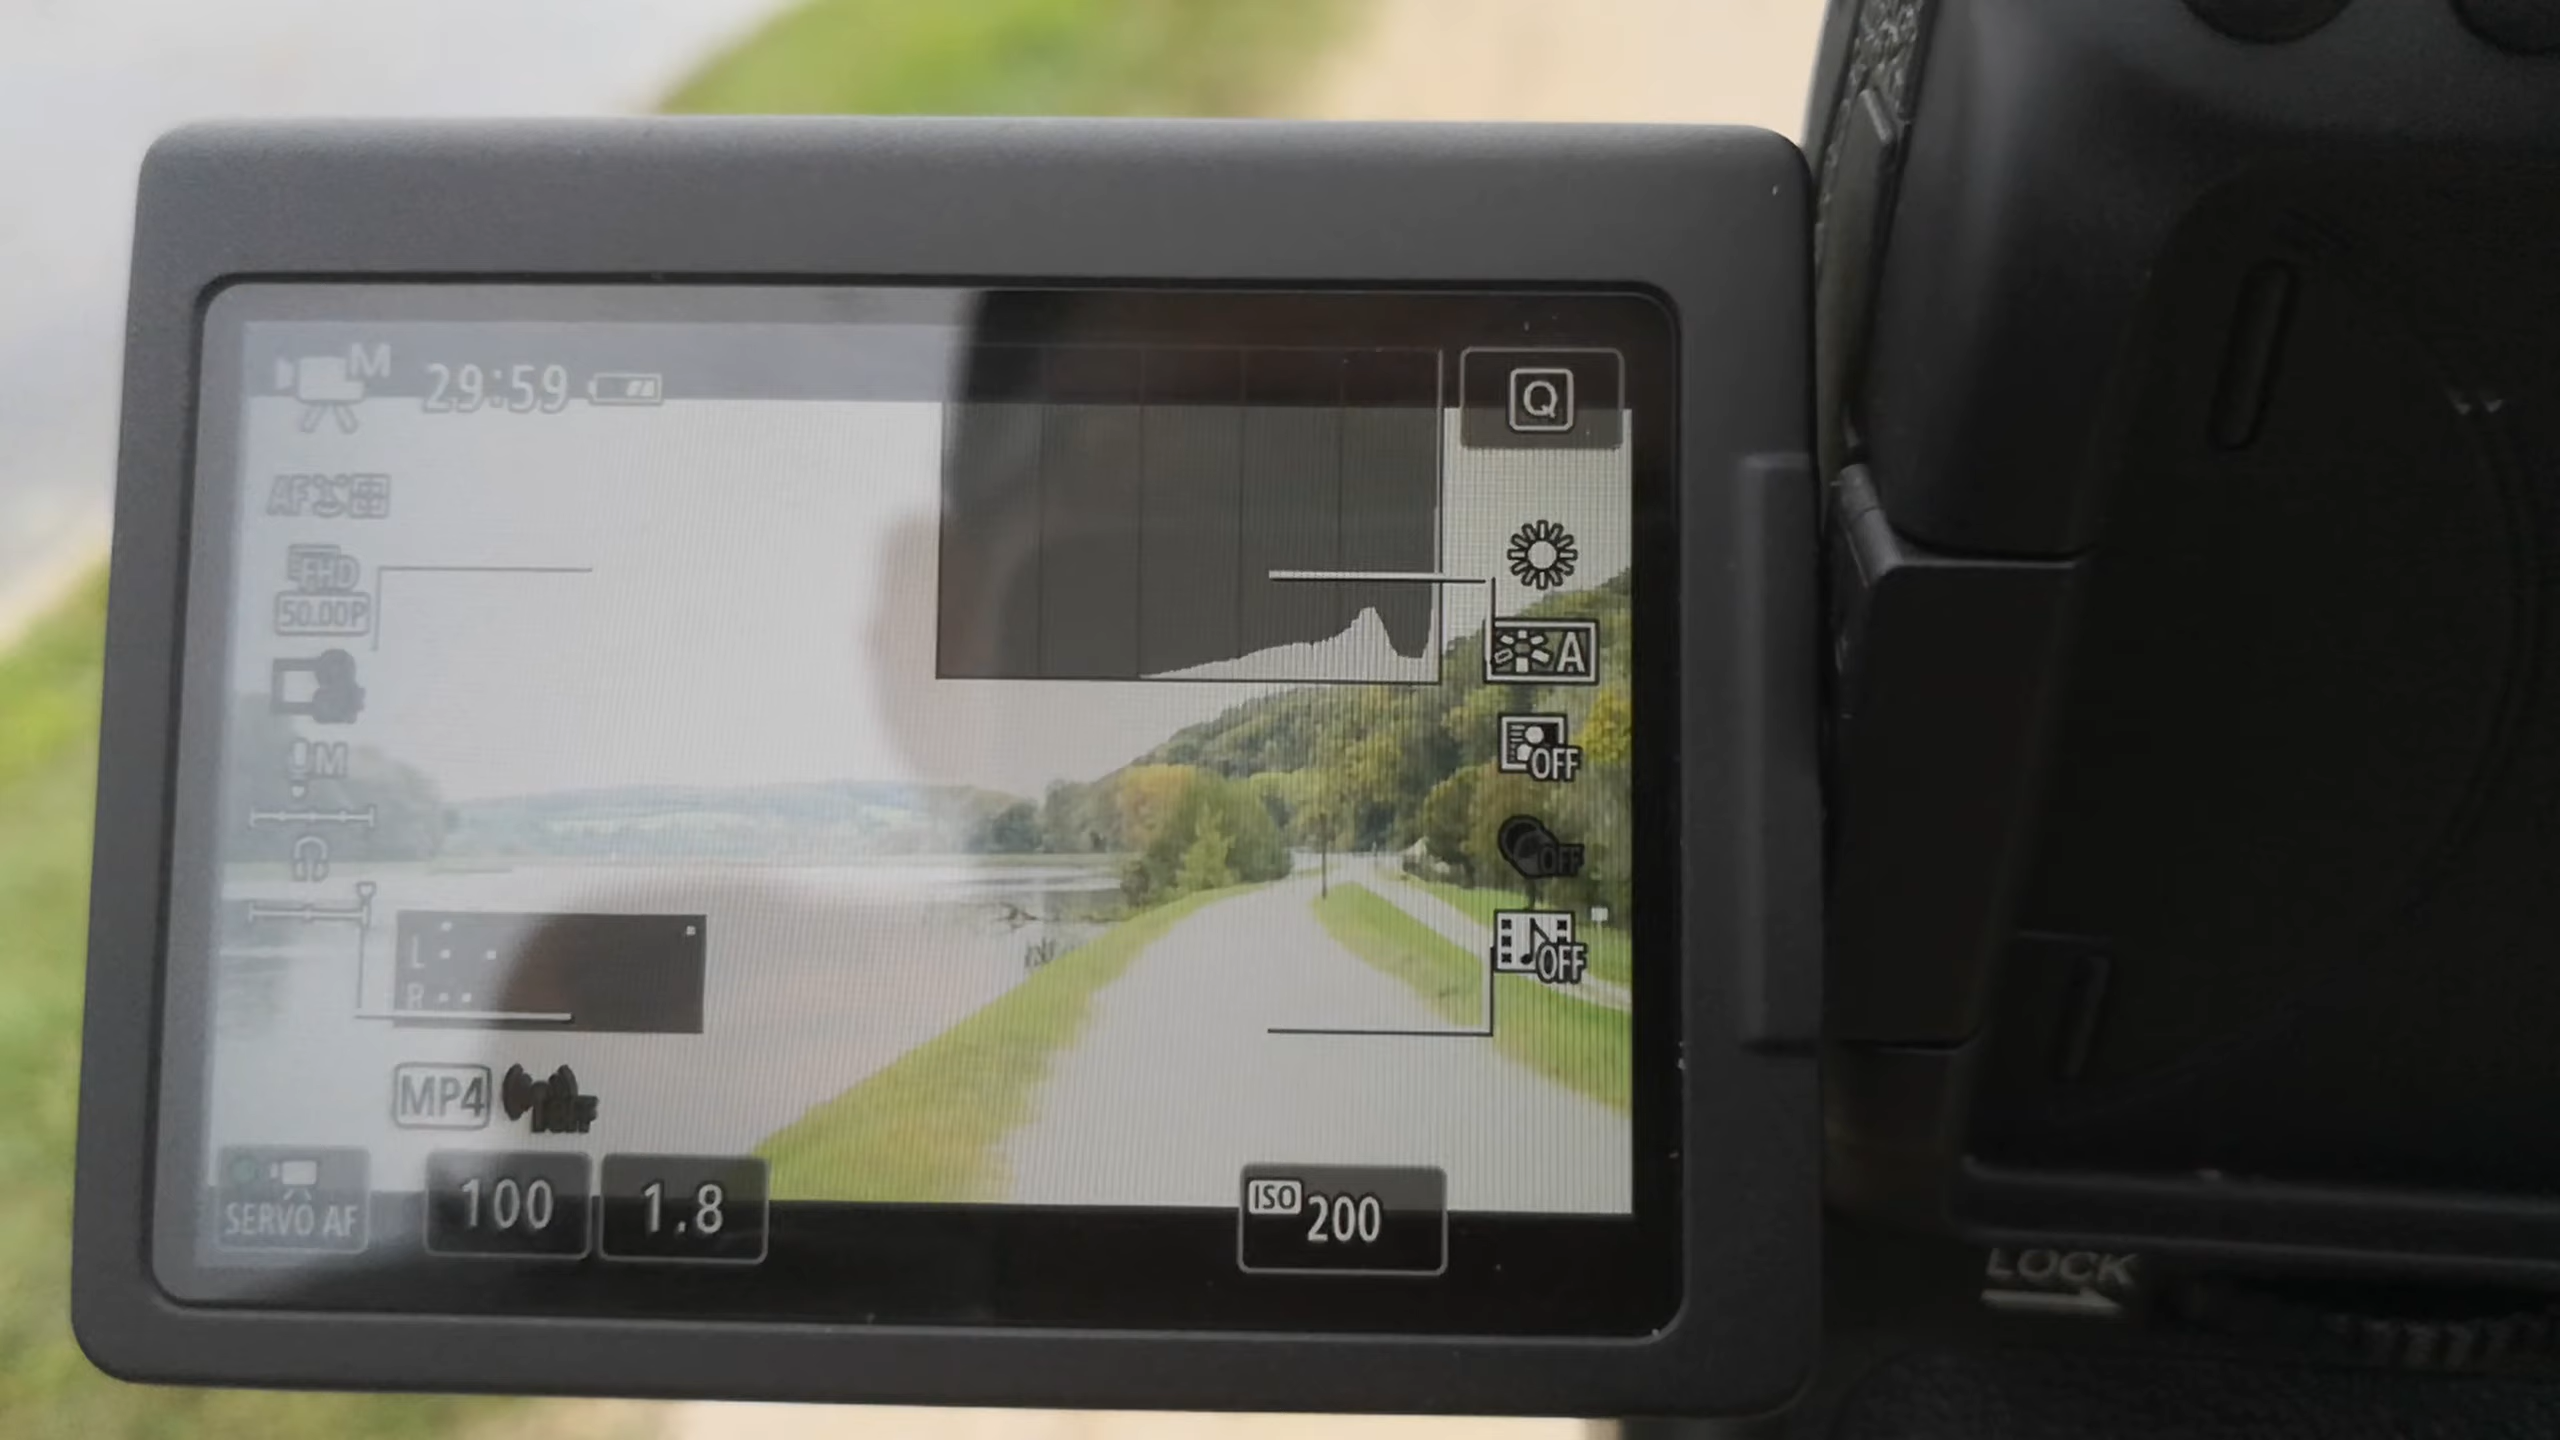 M 29:59 Q
AF
FHD
50.00P
A
OFF
M
OFF
OFF
L
R
MP4
SERVO AF 100 1.8 ISO 200
LOCK